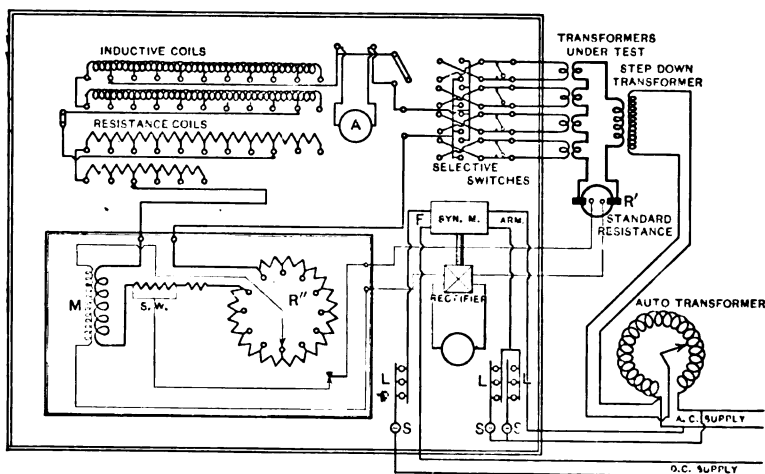 INDUCTIVE COILS
RESISTANCE COILS
A
SELECTIVE
SWITCHES
TRANSFORMERS
UNDER TEST
STEP DOWN
TRANSFORMER
R'
STANDARD
RESISTANCE
F
SYN. M.
ARM.
RECTIFIER
M
S.W.
R"
AUTO TRANSFORMER
L
L
L
S
S
S
A.C. SUPPLY
D.C. SUPPLY